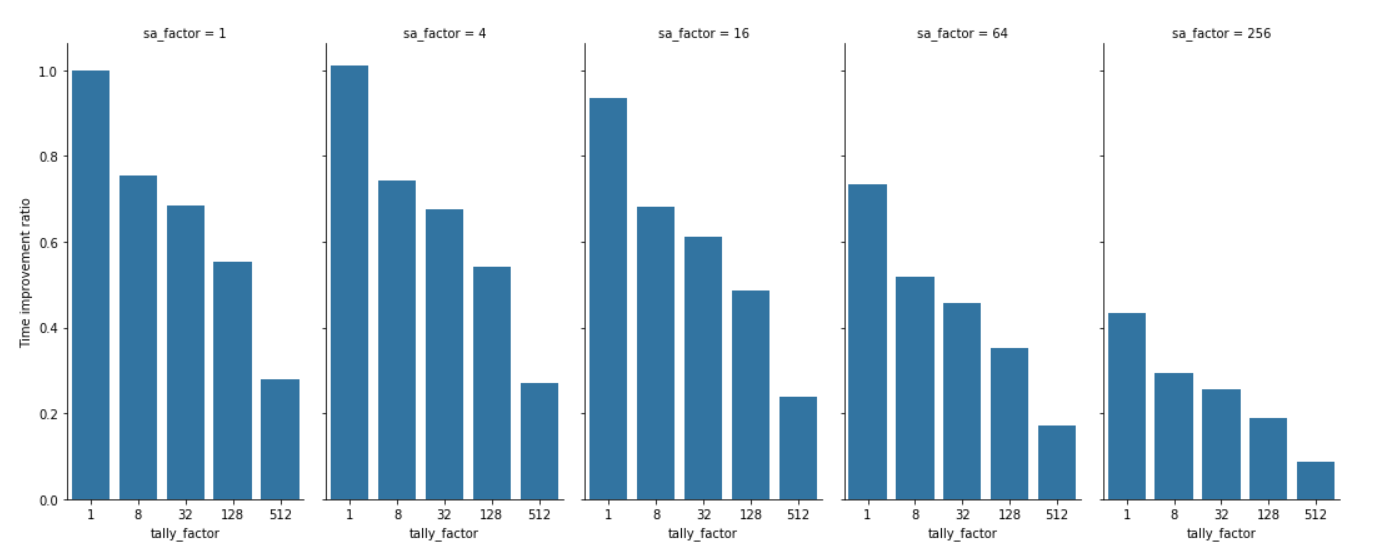 sa_factor = 1
sa_factor = 4
sa_factor = 16
sa_factor = 64
sa_factor = 256
Time improvement ratio
1.0
0.8
0.6
0.4
0.2
0.0
1 8 32 128 512
1 8 32 128 512
1 8 32 128 512
1 8 32 128 512
1 8 32 128 512
tally_factor
tally_factor
tally_factor
tally_factor
tally_factor